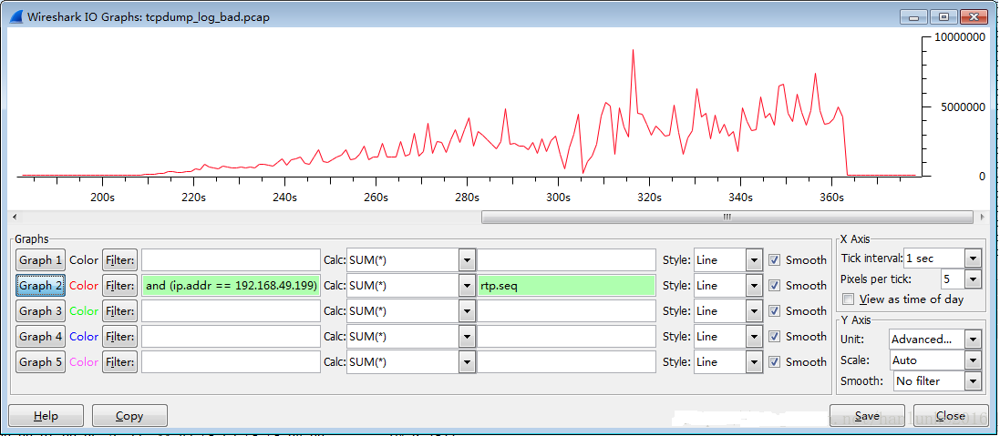 Wireshark IO Graphs: tcpdump_log_bad.pcap
10000000
5000000
0
200s 220s 240s 260s 280s 300s 320s 340s 360s
Graphs
Graph 1 Color Filter: Calc: SUM(*) Style: Line Smooth
Graph 2 Color Filter: and (ip.addr == 192.168.49.199) Calc: SUM(*) rtp.seq Style: Line Smooth
Graph 3 Color Filter: Calc: SUM(*) Style: Line Smooth
Graph 4 Color Filter: Calc: SUM(*) Style: Line Smooth
Graph 5 Color Filter: Calc: SUM(*) Style: Line Smooth
X Axis
Tick interval: 1 sec
Pixels per tick: 5
View as time of day
Y Axis
Unit: Advanced...
Scale: Auto
Smooth: No filter
Help Copy Save Close